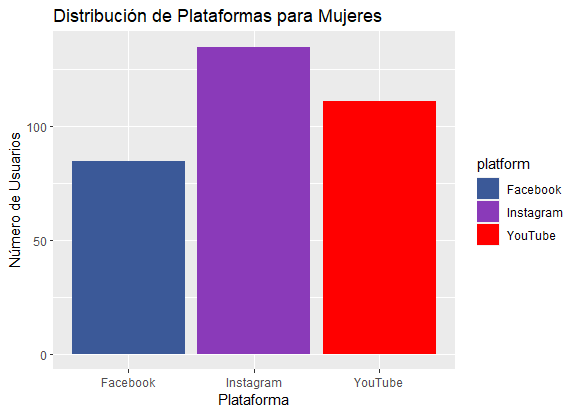 Distribución de Plataformas para Mujeres
Número de Usuarios
100
50
0
Facebook
Instagram
YouTube
Plataforma
platform
Facebook
Instagram
YouTube